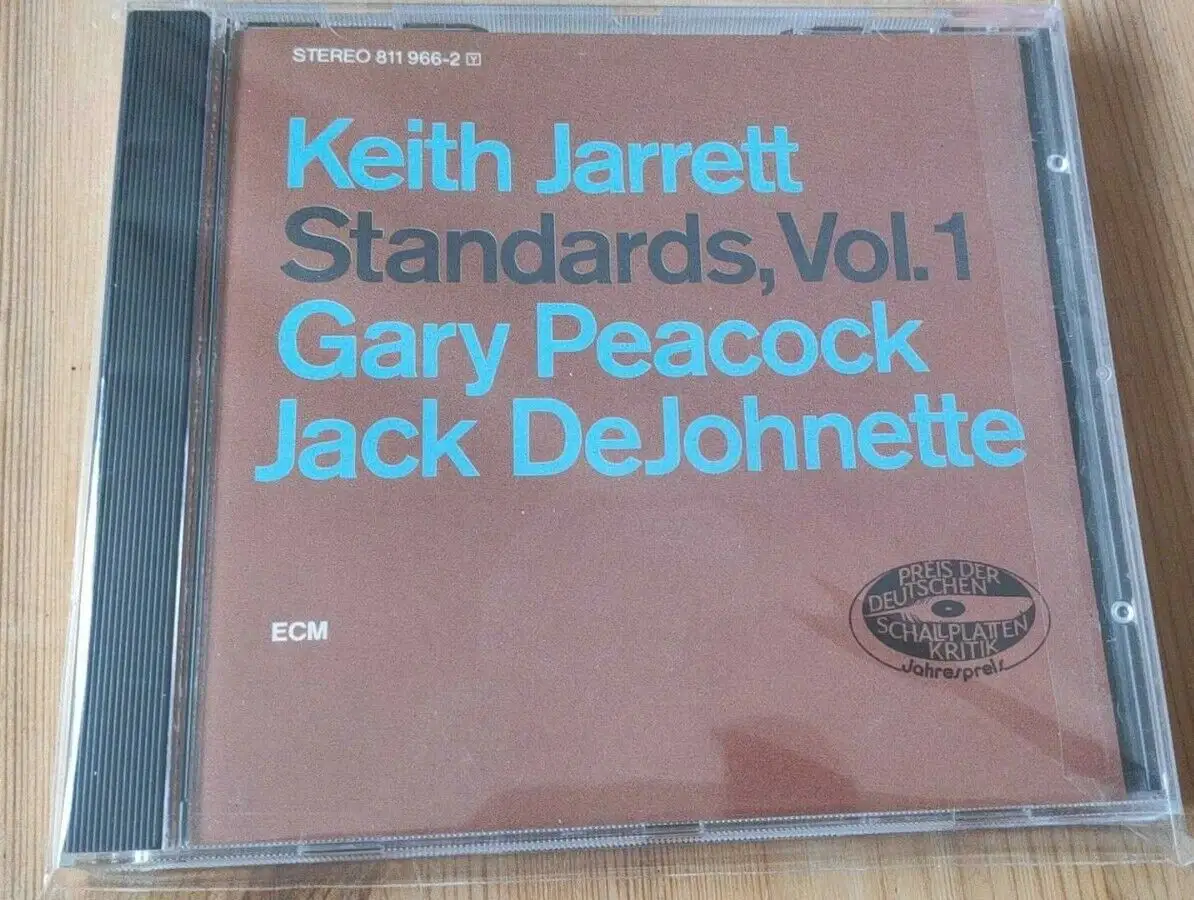 STEREO 811 966-2 Y
Keith Jarrett
Standards, Vol. 1
Gary Peacock
Jack DeJohnette
ECM
PREIS DER
DEUTSCHEN
SCHALLPLATTEN
KRITIK
Jahrespreis